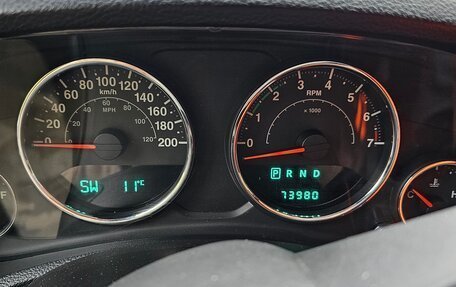 0 20 40 60 80 100 120 140 160 180 200
km/h
20 40 60 80 100 120
MPH
SW 11°C
0 1 2 3 4 5 6 7
RPM
x 1000
P R N D
73980
F
C H